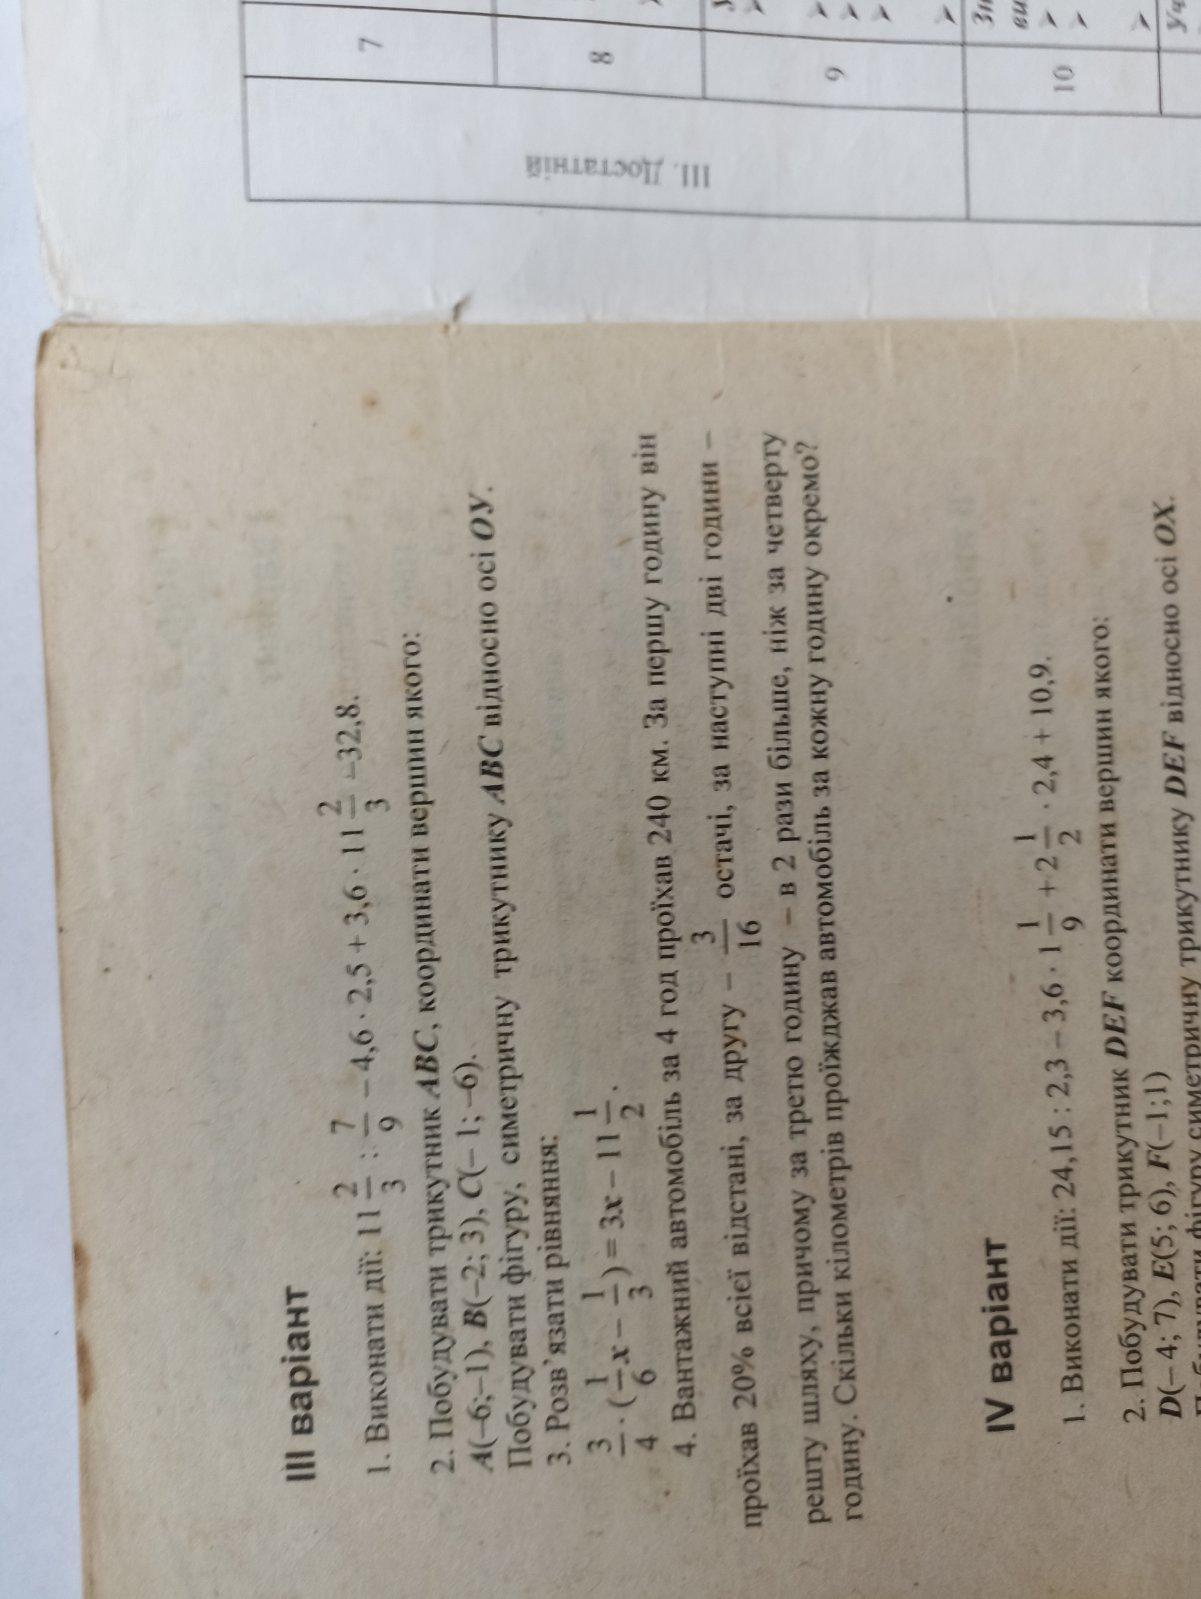 7
8
9
10
III. Достатній
III варіант
1. Виконати дії: 11 2/3 : 7/9 – 4,6 · 2,5 + 3,6 · 11 2/3 –32,8.
2. Побудувати трикутник ABC, координати вершин якого:
A(–6;–1), B(–2; 3), C(– 1; –6).
Побудувати фігуру, симетричну трикутнику ABC відносно осі ОУ.
3. Розв’язати рівняння:
3/4 · (1/6 x – 1/3) = 3x – 11 1/2.
4. Вантажний автомобіль за 4 год проїхав 240 км. За першу годину він
проїхав 20% всієї відстані, за другу – 3/16 остачі, за наступні дві години –
решту шляху, причому за третю годину – в 2 рази більше, ніж за четверту
годину. Скільки кілометрів проїжджав автомобіль за кожну годину окремо?
IV варіант
1. Виконати дії: 24,15 : 2,3 – 3,6 · 1 1/9 + 2 1/2 · 2,4 + 10,9.
2. Побудувати трикутник DEF координати вершин якого:
D(–4; 7), E(5; 6), F(–1;1)
Побудувати фігуру симетричну трикутнику DEF відносно осі ОХ.